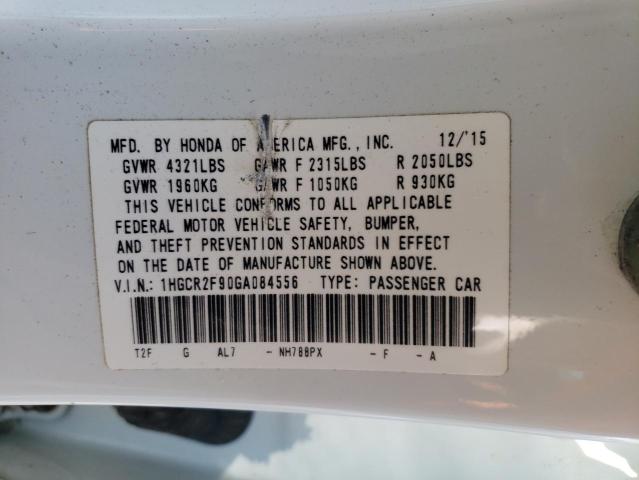 MFD. BY HONDA OF AMERICA MFG., INC. 12/'15
GVWR 4321LBS GAWR F 2315LBS R 2050LBS
GVWR 1960KG GAWR F 1050KG R 930KG
THIS VEHICLE CONFORMS TO ALL APPLICABLE
FEDERAL MOTOR VEHICLE SAFETY, BUMPER,
AND THEFT PREVENTION STANDARDS IN EFFECT
ON THE DATE OF MANUFACTURE SHOWN ABOVE.
V.I.N.: 1HGCR2F90GA084556 TYPE: PASSENGER CAR
T2F G AL7 - NH788PX - F - A